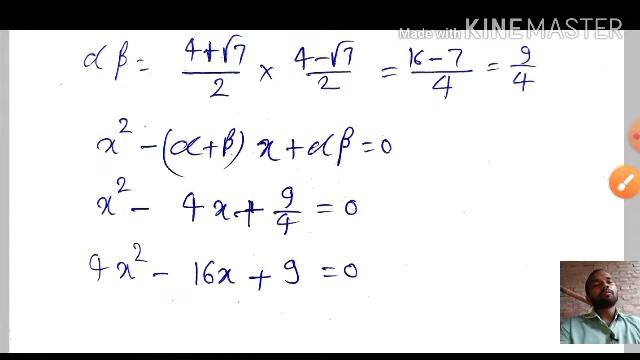 Made with KINEMASTER
αβ = (4+√7)/2 × (4−√7)/2 = (16−7)/4 = 9/4
x² − (α+β) x + αβ = 0
x² − 4x + 9/4 = 0
4x² − 16x + 9 = 0